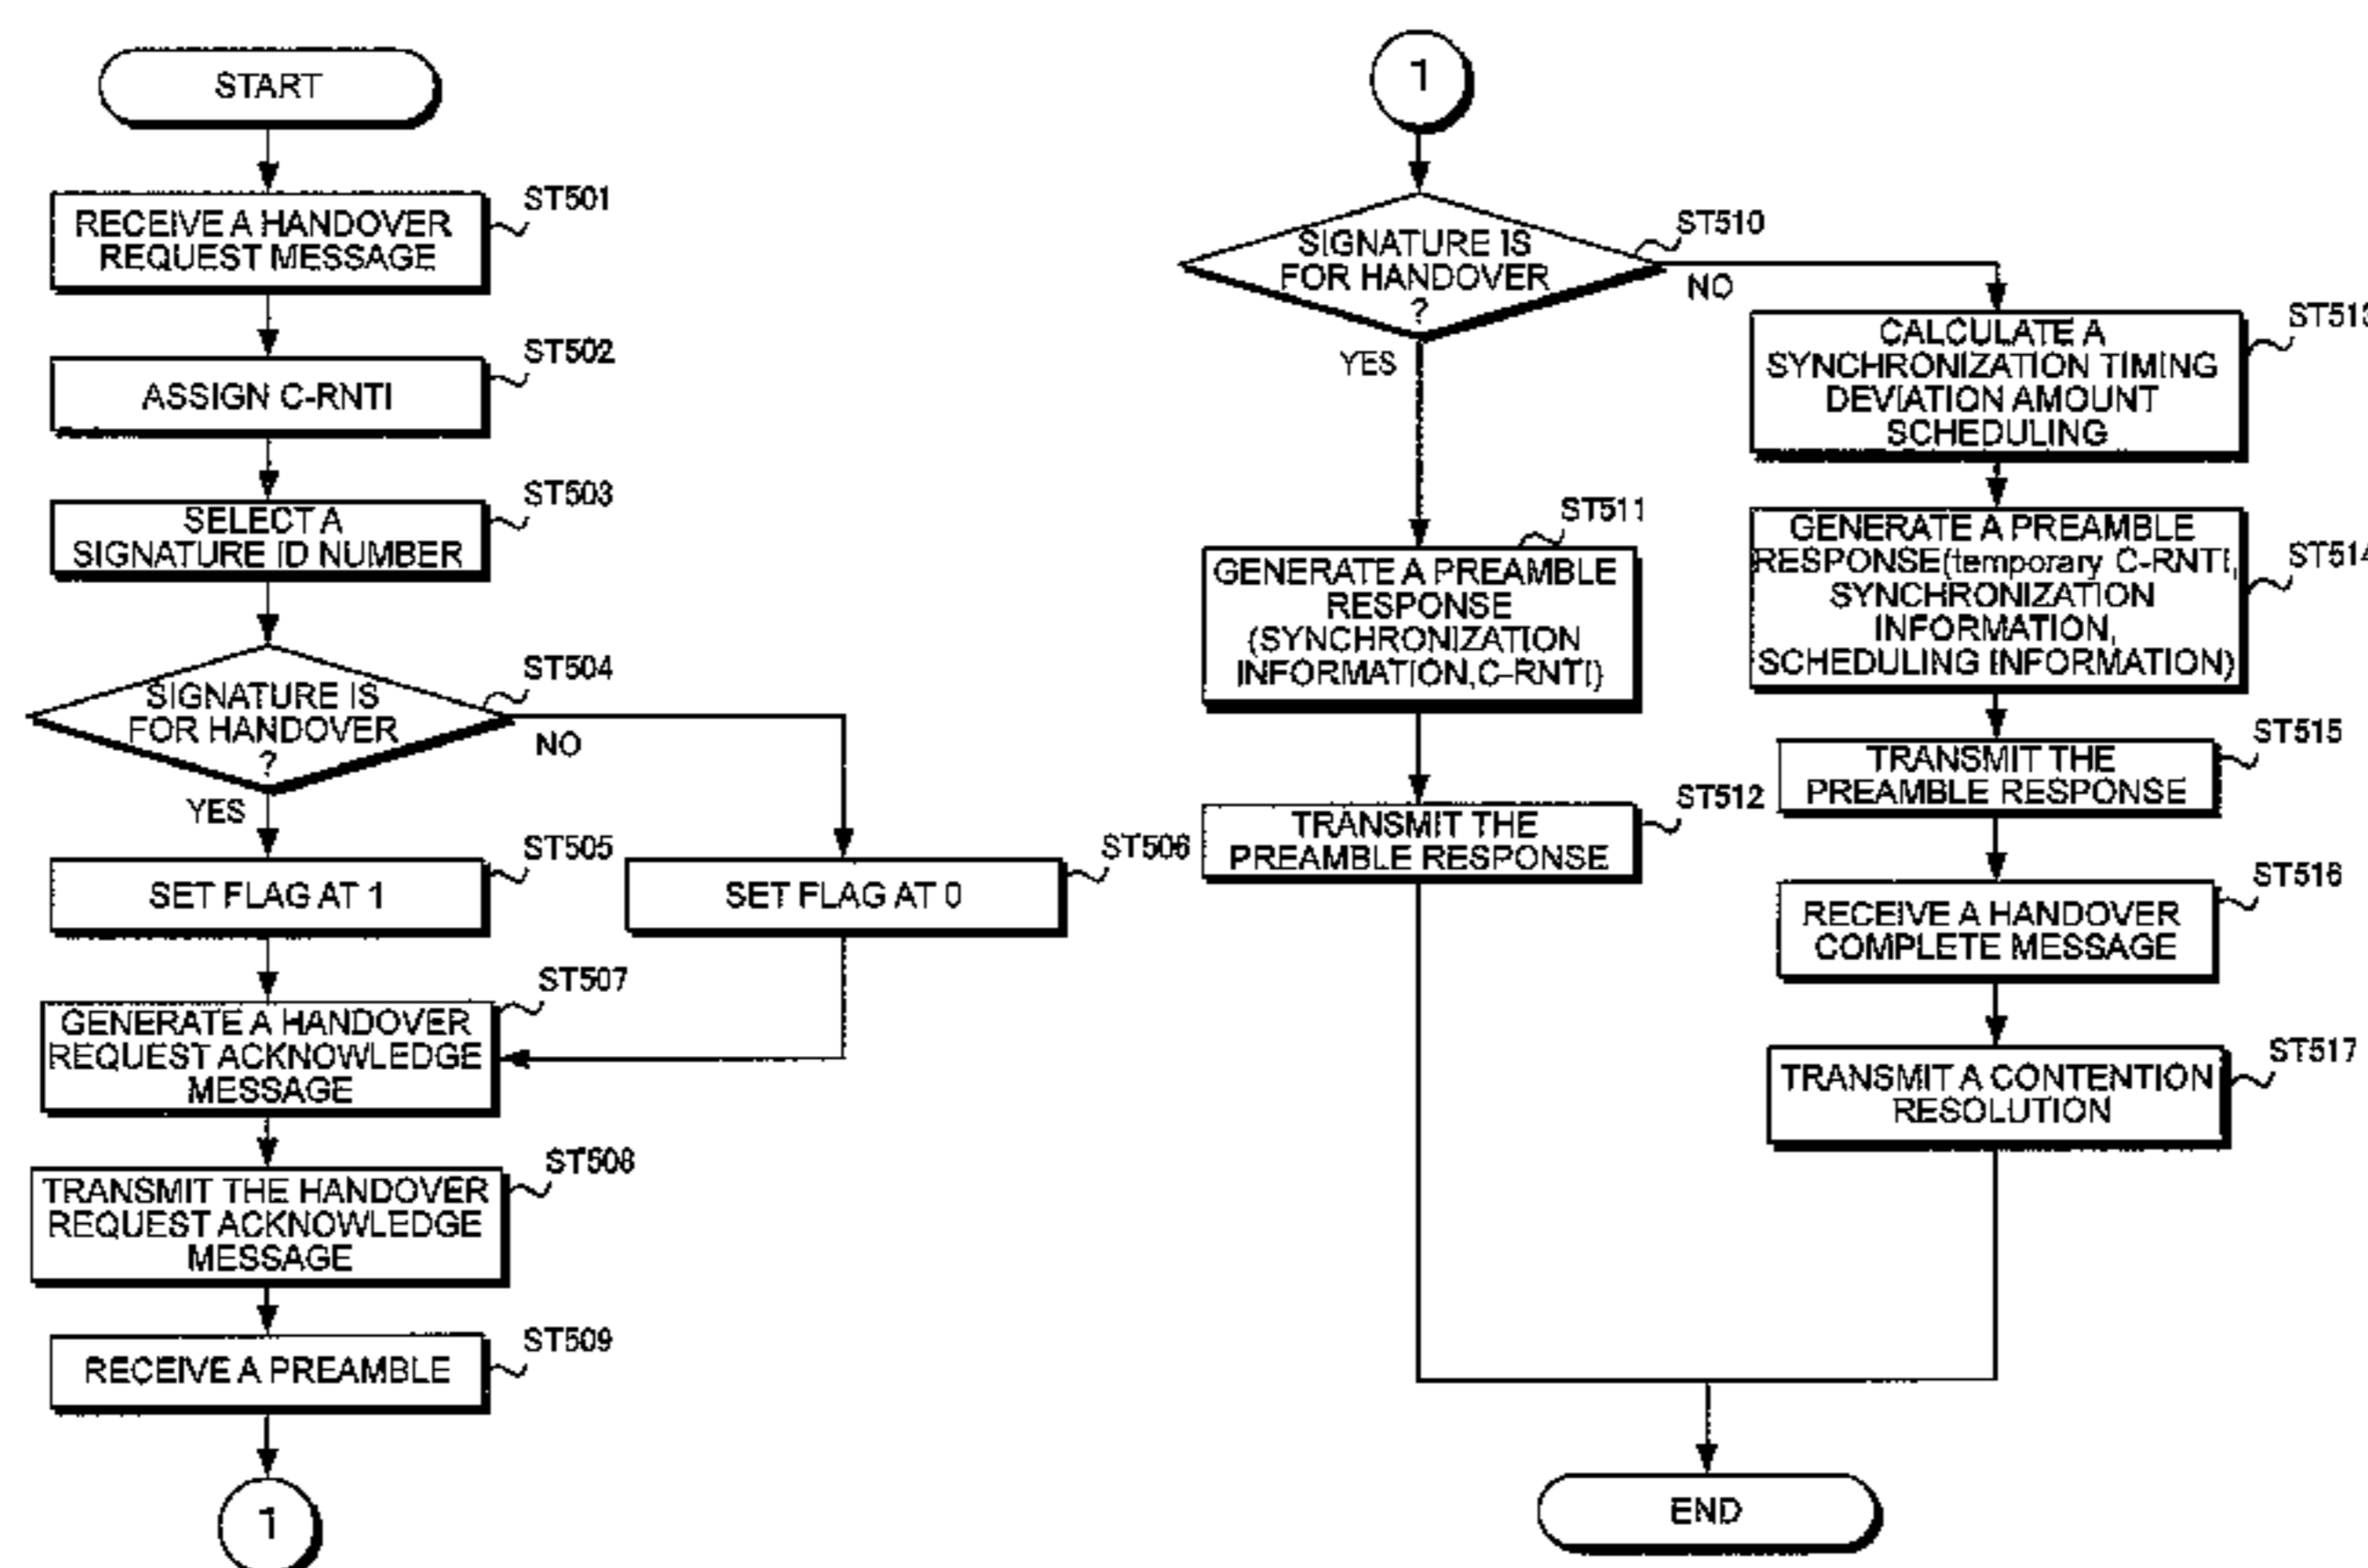 START
ST501
RECEIVE A HANDOVER
REQUEST MESSAGE
ST502
ASSIGN C-RNTI
ST503
SELECT A
SIGNATURE ID NUMBER
ST504
SIGNATURE IS
FOR HANDOVER
?
NO
YES
ST505
SET FLAG AT 1
ST506
SET FLAG AT 0
ST507
GENERATE A HANDOVER
REQUEST ACKNOWLEDGE
MESSAGE
ST508
TRANSMIT THE HANDOVER
REQUEST ACKNOWLEDGE
MESSAGE
ST509
RECEIVE A PREAMBLE
1
1
ST510
SIGNATURE IS
FOR HANDOVER
?
NO
YES
ST511
GENERATE A PREAMBLE
RESPONSE
(SYNCHRONIZATION
INFORMATION,C-RNTI)
ST512
TRANSMIT THE
PREAMBLE RESPONSE
ST513
CALCULATE A
SYNCHRONIZATION TIMING
DEVIATION AMOUNT
SCHEDULING
ST514
GENERATE A PREAMBLE
RESPONSE(temporary C-RNTI,
SYNCHRONIZATION
INFORMATION,
SCHEDULING INFORMATION)
ST515
TRANSMIT THE
PREAMBLE RESPONSE
ST516
RECEIVE A HANDOVER
COMPLETE MESSAGE
ST517
TRANSMIT A CONTENTION
RESOLUTION
END